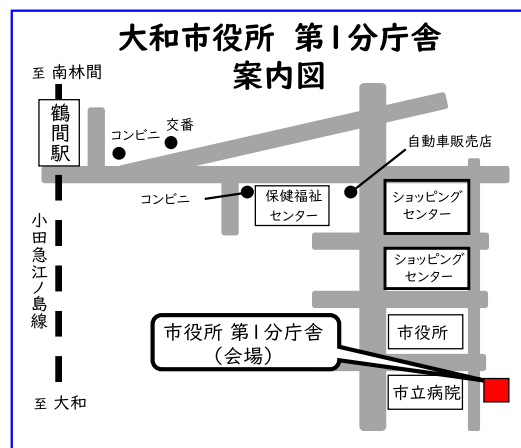 大和市役所 第1分庁舎
案内図
至 南林間
鶴間駅
コンビニ
交番
自動車販売店
コンビニ
保健福祉
センター
ショッピング
センター
ショッピング
センター
小田急江ノ島線
市役所 第1分庁舎
(会場)
市役所
市立病院
至 大和